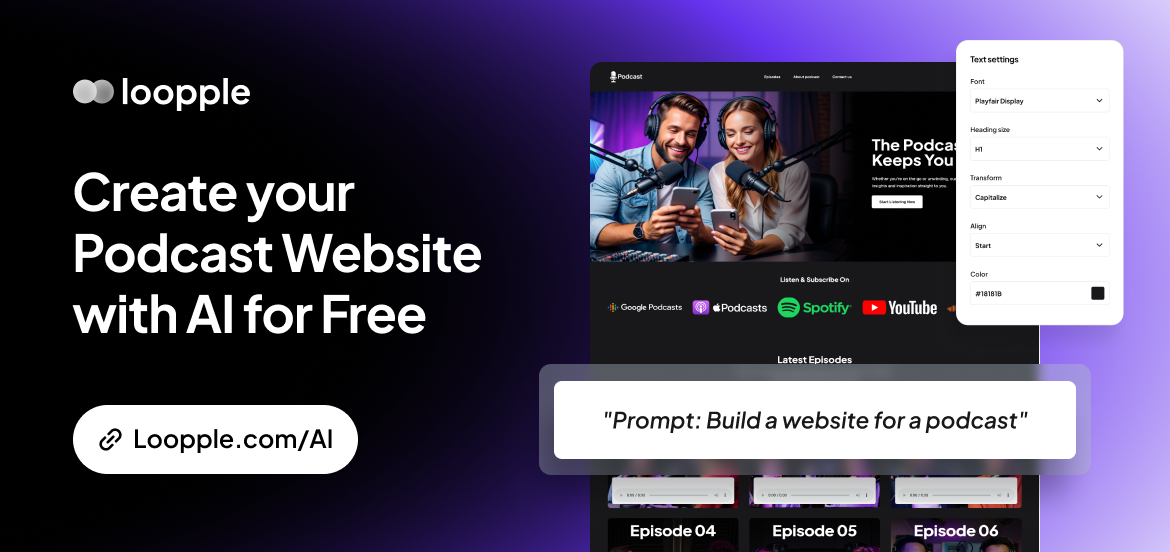 loopple
Create your
Podcast Website
with AI for Free
Loopple.com/AI
Podcast
Episodes
About podcast
Contact us
The Podcas
Keeps You
Whether you're on the go or unwinding, our
insights and inspiration straight to you.
Start Listening Now
Listen & Subscribe On
Google Podcasts
Podcasts
Spotify
YouTube
Latest Episodes
"Prompt: Build a website for a podcast"
0:00 / 0:00
0:00 / 0:00
0:00 / 0:00
Episode 04
Episode 05
Episode 06
Text settings
Font
Playfair Display
Heading size
H1
Transform
Capitalize
Align
Start
Color
#18181B